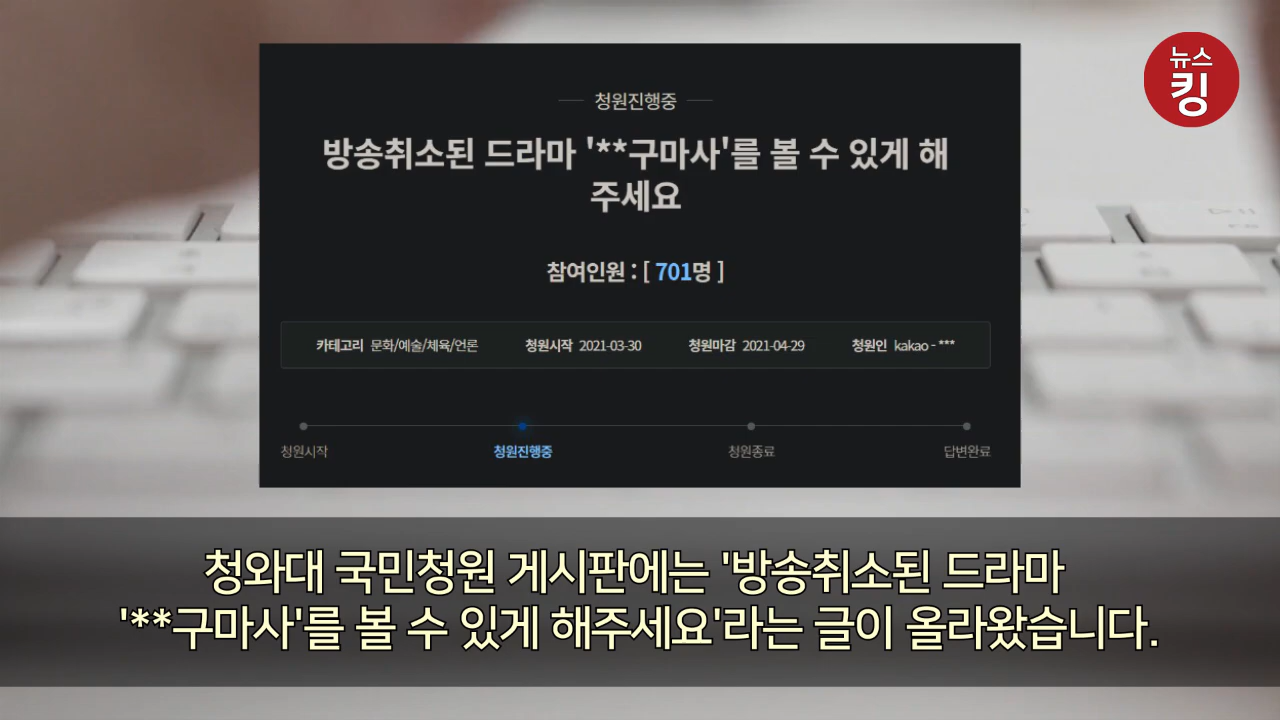 뉴스
킹
청원진행중
방송취소된 드라마 '**구마사'를 볼 수 있게 해
주세요
참여인원 : [ 701명 ]
카테고리 문화/예술/체육/언론 청원시작 2021-03-30 청원마감 2021-04-29 청원인 kakao - ***
청원시작 청원진행중 청원종료 답변완료
청와대 국민청원 게시판에는 '방송취소된 드라마
'**구마사'를 볼 수 있게 해주세요'라는 글이 올라왔습니다.